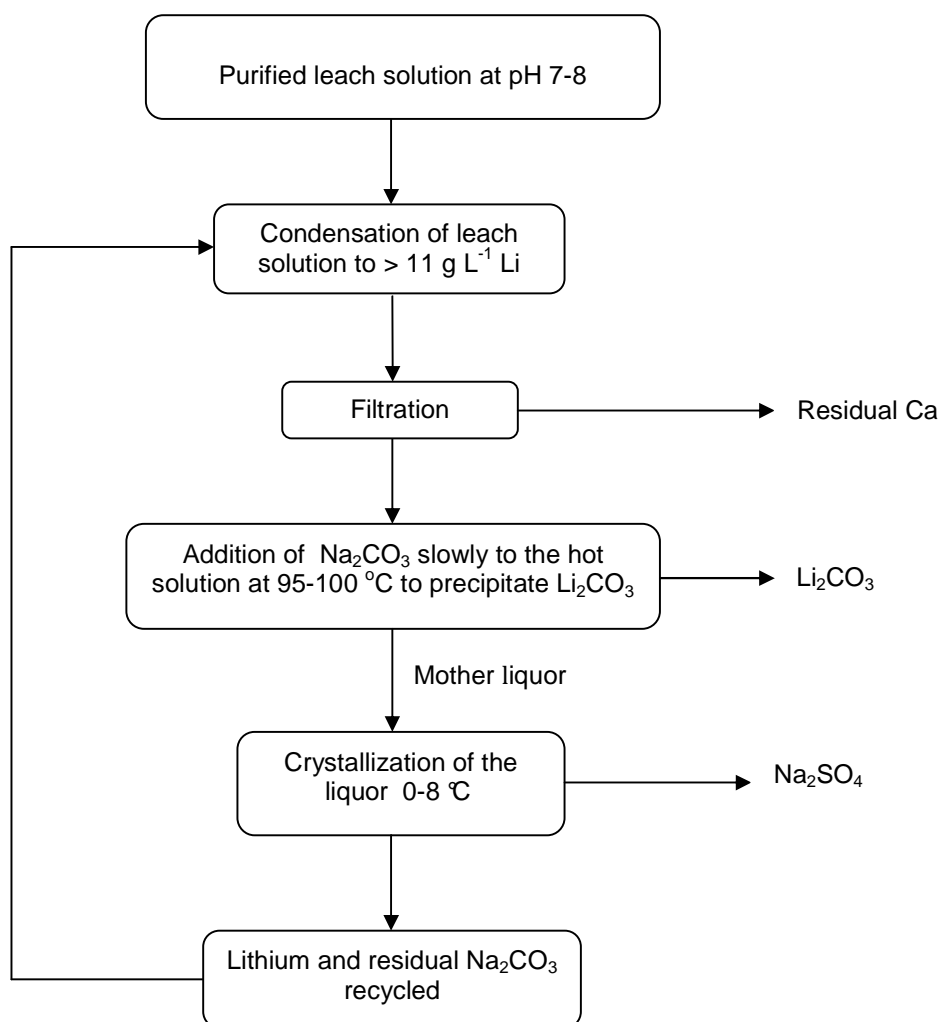 Purified leach solution at pH 7-8
Condensation of leach
solution to > 11 g L⁻¹ Li
Filtration
Residual Ca
Addition of Na₂CO₃ slowly to the hot
solution at 95-100 °C to precipitate Li₂CO₃
Li₂CO₃
Mother liquor
Crystallization of the
liquor 0-8 °C
Na₂SO₄
Lithium and residual Na₂CO₃
recycled